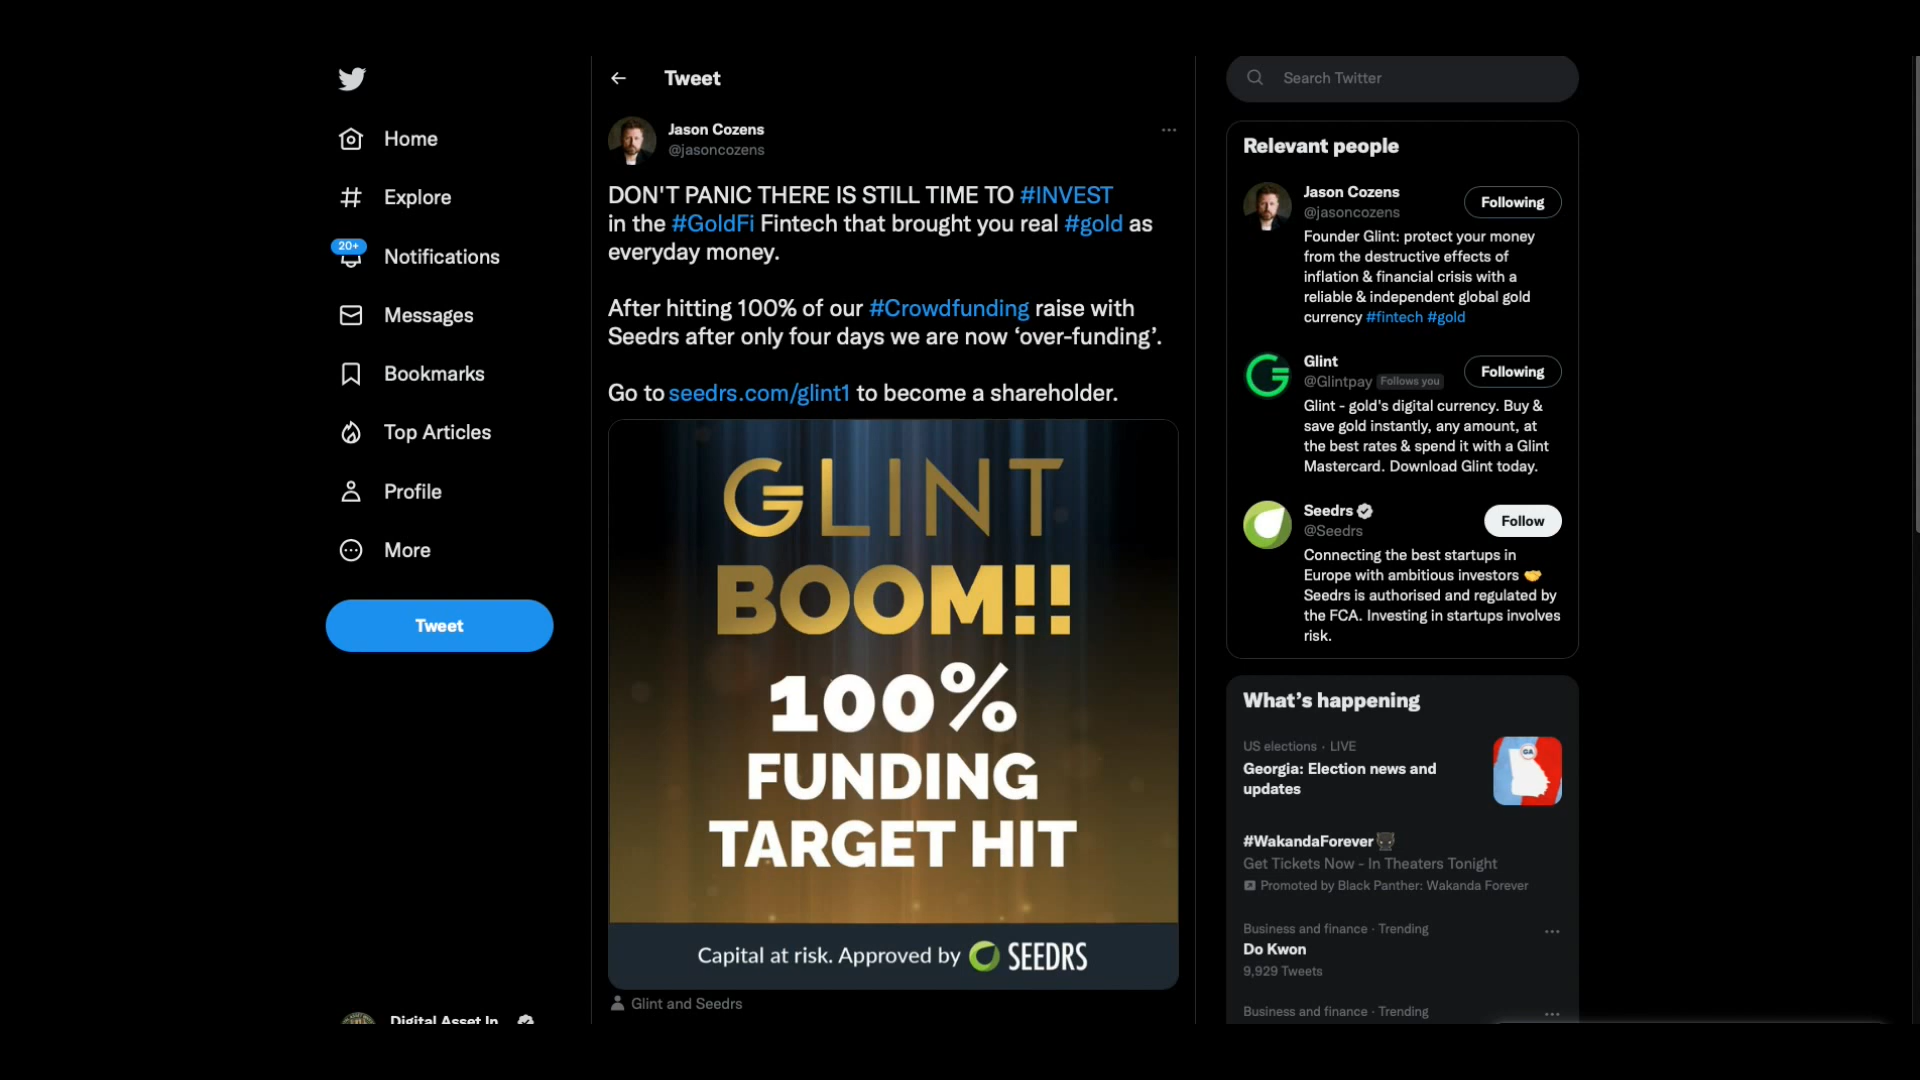 Home
Explore
20+
Notifications
Messages
Bookmarks
Top Articles
Profile
More
Tweet
Digital Asset In
Tweet
Jason Cozens
@jasoncozens
DON'T PANIC THERE IS STILL TIME TO #INVEST
in the #GoldFi Fintech that brought you real #gold as
everyday money.
After hitting 100% of our #Crowdfunding raise with
Seedrs after only four days we are now ‘over-funding’.
Go to seedrs.com/glint1 to become a shareholder.
GLINT
BOOM!!
100%
FUNDING
TARGET HIT
Capital at risk. Approved by SEEDRS
Glint and Seedrs
Search Twitter
Relevant people
Jason Cozens
@jasoncozens
Following
Founder Glint: protect your money
from the destructive effects of
inflation & financial crisis with a
reliable & independent global gold
currency #fintech #gold
Glint
@Glintpay Follows you
Following
Glint - gold's digital currency. Buy &
save gold instantly, any amount, at
the best rates & spend it with a Glint
Mastercard. Download Glint today.
Seedrs
@Seedrs
Follow
Connecting the best startups in
Europe with ambitious investors
Seedrs is authorised and regulated by
the FCA. Investing in startups involves
risk.
What’s happening
US elections · LIVE
Georgia: Election news and
updates
GA
#WakandaForever
Get Tickets Now - In Theaters Tonight
Promoted by Black Panther: Wakanda Forever
Business and finance · Trending
Do Kwon
9,929 Tweets
Business and finance · Trending